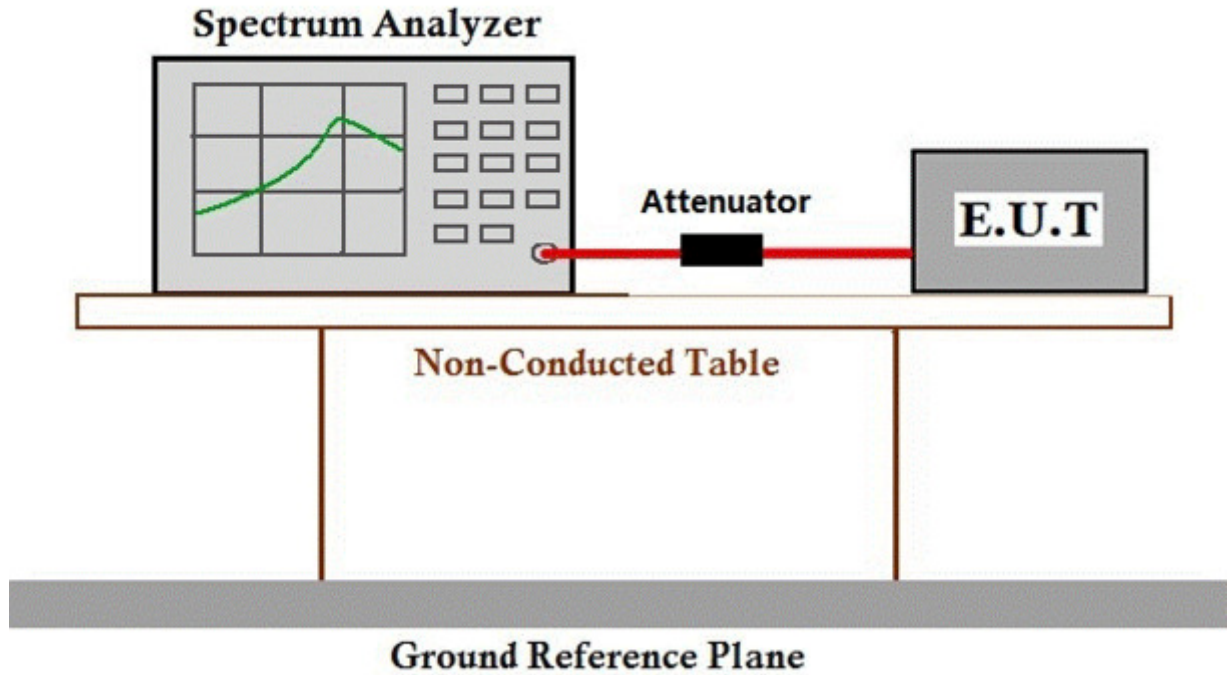 Spectrum Analyzer
Attenuator
E.U.T
Non-Conducted Table
Ground Reference Plane